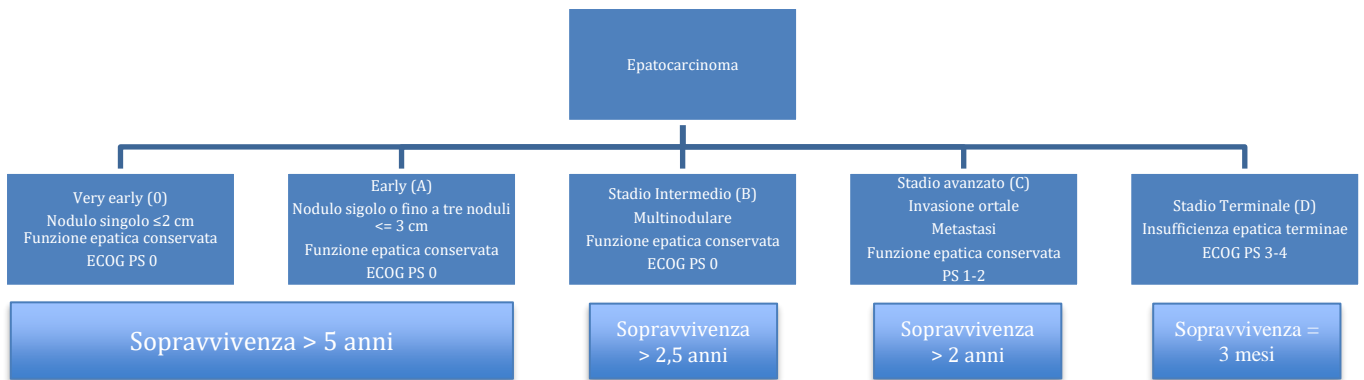 Epatocarcinoma
Very early (0)
Nodulo singolo ≤2 cm
Funzione epatica conservata
ECOG PS 0
Early (A)
Nodulo sigolo o fino a tre noduli
<= 3 cm
Funzione epatica conservata
ECOG PS 0
Stadio Intermedio (B)
Multinodulare
Funzione epatica conservata
ECOG PS 0
Stadio avanzato (C)
Invasione ortale
Metastasi
Funzione epatica conservata
PS 1-2
Stadio Terminale (D)
Insufficienza epatica terminae
ECOG PS 3-4
Sopravvivenza > 5 anni
Sopravvivenza
> 2,5 anni
Sopravvivenza
> 2 anni
Sopravvivenza =
3 mesi